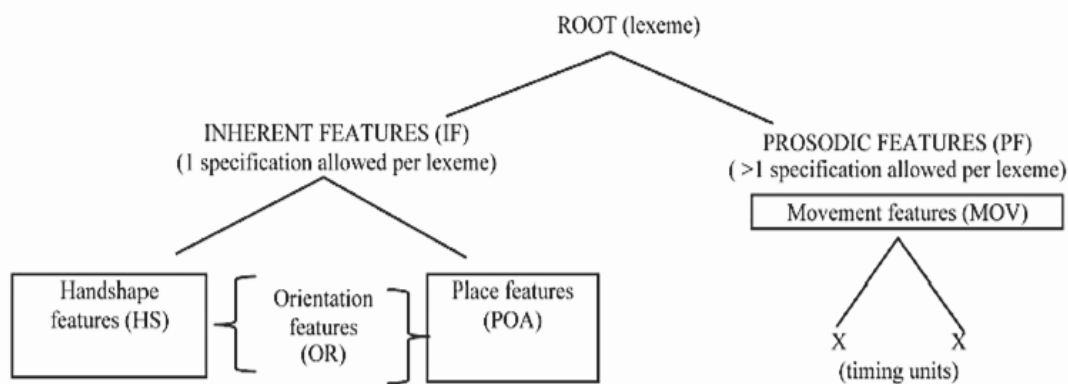 ROOT (lexeme)
INHERENT FEATURES (IF)
(1 specification allowed per lexeme)
PROSODIC FEATURES (PF)
( >1 specification allowed per lexeme)
Movement features (MOV)
Handshape
features (HS)
Orientation
features
(OR)
Place features
(POA)
X X
(timing units)